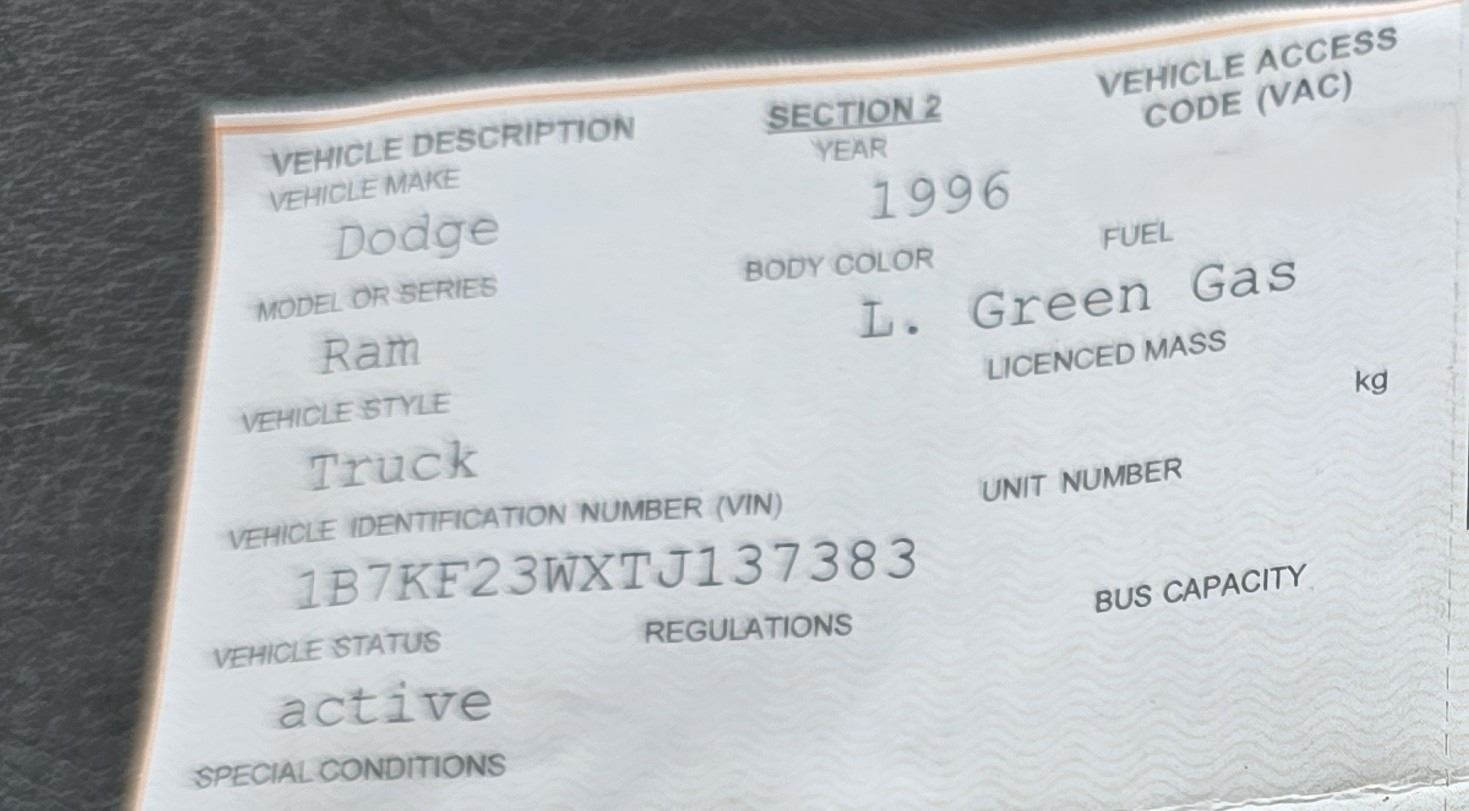 VEHICLE DESCRIPTION SECTION 2 VEHICLE ACCESS
CODE (VAC)
VEHICLE MAKE YEAR
Dodge 1996
MODEL OR SERIES BODY COLOR FUEL
Ram L. Green Gas
VEHICLE STYLE LICENCED MASS
kg
Truck
VEHICLE IDENTIFICATION NUMBER (VIN) UNIT NUMBER
1B7KF23WXTJ137383
VEHICLE STATUS REGULATIONS BUS CAPACITY
active
SPECIAL CONDITIONS